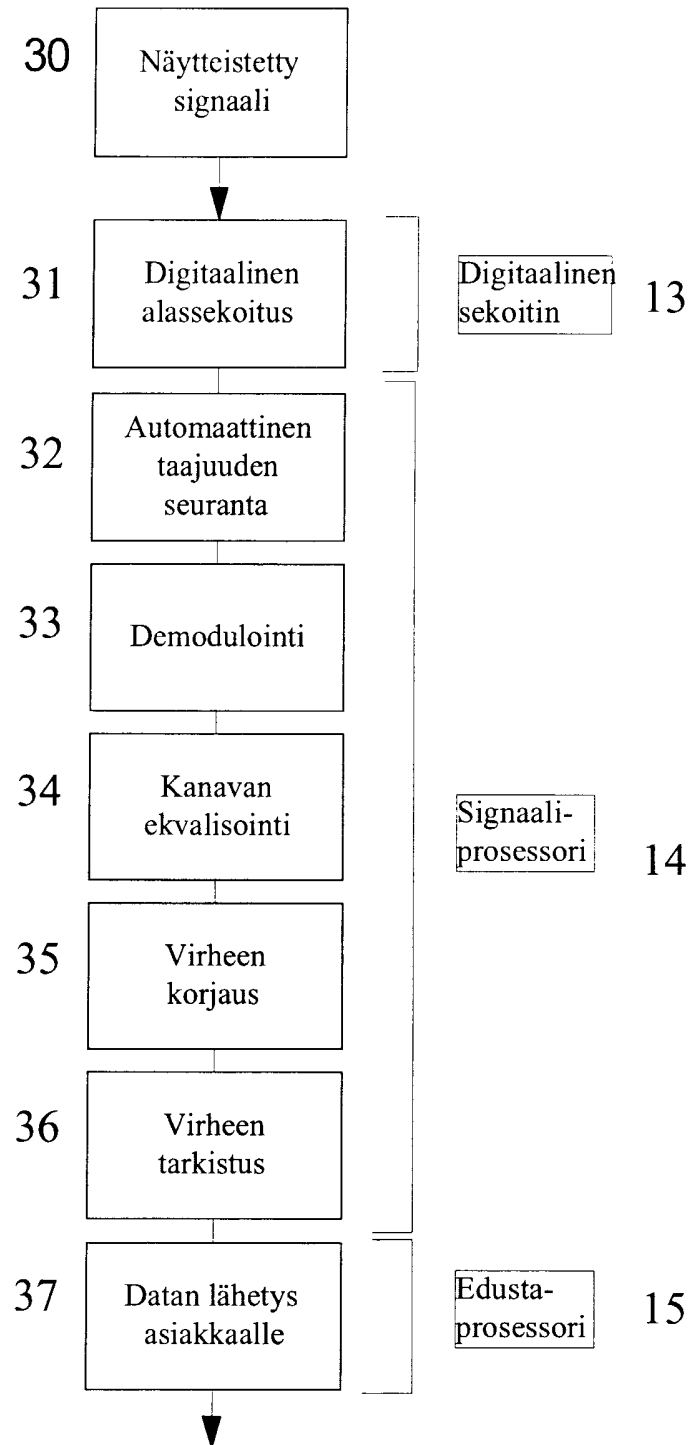 30
Näytteistetty
signaali
31
Digitaalinen
alassekoitus
Digitaalinen
sekoitin
13
32
Automaattinen
taajuuden
seuranta
33
Demodulointi
34
Kanavan
ekvalisointi
Signaali-
prosessori
14
35
Virheen
korjaus
36
Virheen
tarkistus
37
Datan lähetys
asiakkaalle
Edusta-
prosessori
15